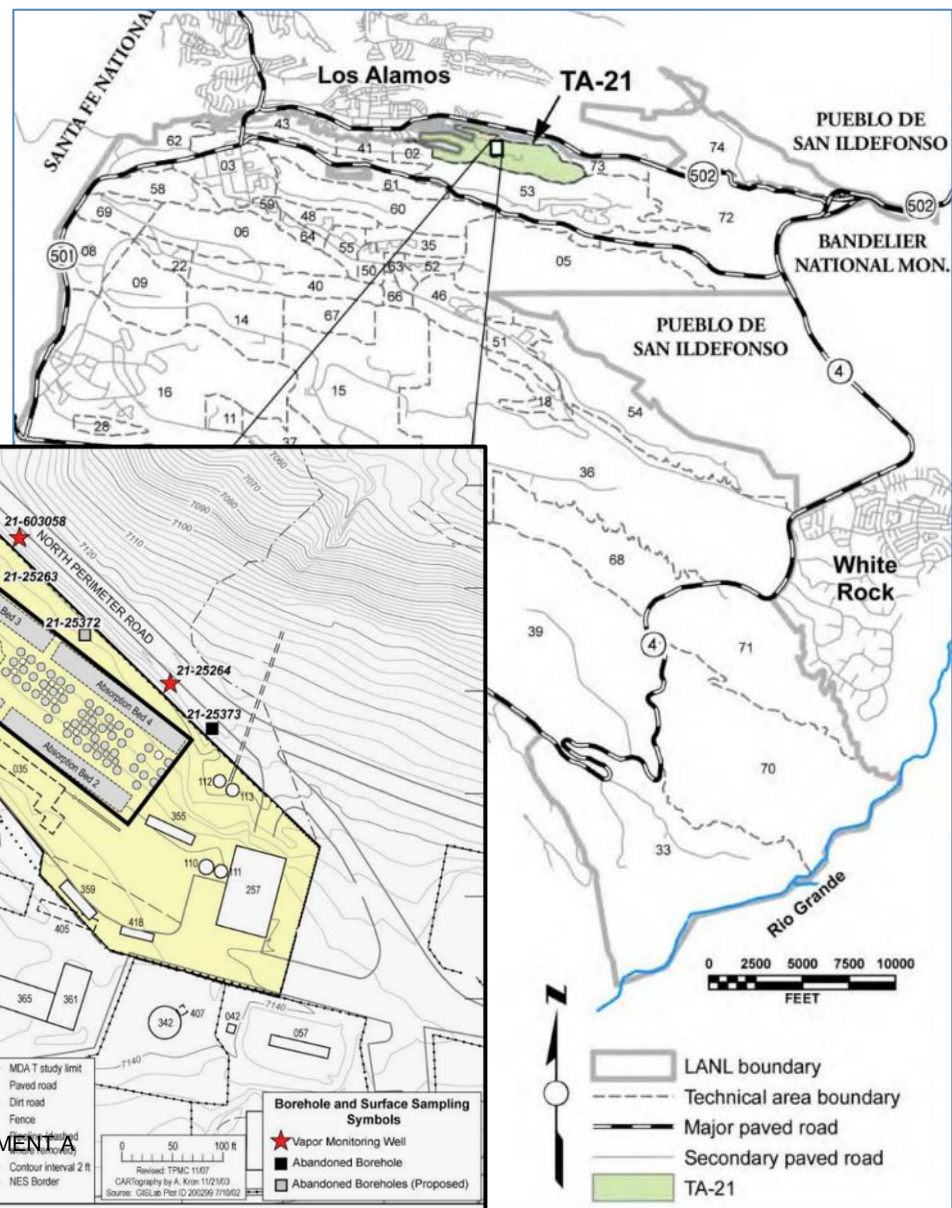 SANTA FE NATIONAL
Los Alamos
TA-21
PUEBLO DE
SAN ILDEFONSO
43
62
03
41
02
74
73
502
502
53
72
58
59
61
60
69
48
06
64
55
35
501
08
22
50
63
52
05
BANDELIER
NATIONAL MON.
09
40
66
46
14
67
PUEBLO DE
SAN ILDEFONSO
51
4
16
15
18
54
11
28
37
36
68
White
Rock
39
4
71
70
33
Rio Grande
0 2500 5000 7500 10000
FEET
N
LANL boundary
Technical area boundary
Major paved road
Secondary paved road
TA-21
21-603058
7060
7070
7080
7090
7100
7110
7120
NORTH PERIMETER ROAD
21-25263
Bed 3
21-25372
21-25264
Absorption Bed 4
21-25373
Absorption Bed 2
035
112
113
355
110
111
257
359
405
418
365
361
342
407
042
7140
057
7140
MDA T study limit
Paved road
Dirt road
Fence
MENT A
Contour interval 2 ft
NES Border
0 50 100 ft
Revised: TPMC 11/07
CARTography by A. Kron 11/21/03
Source: GISLab Plot ID 200299 7/10/02
Borehole and Surface Sampling
Symbols
Vapor Monitoring Well
Abandoned Borehole
Abandoned Boreholes (Proposed)